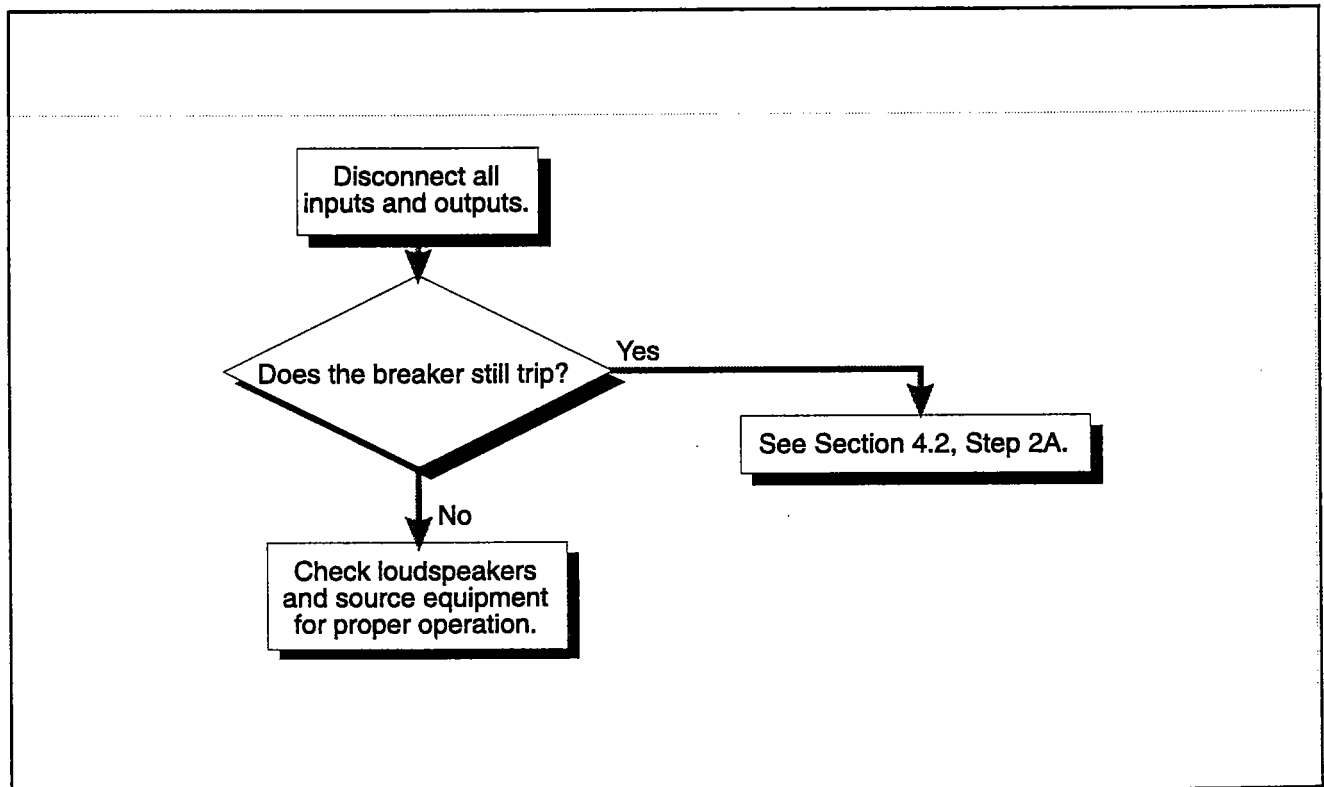 Disconnect all
inputs and outputs.
Does the breaker still trip?
Yes
See Section 4.2, Step 2A.
No
Check loudspeakers
and source equipment
for proper operation.